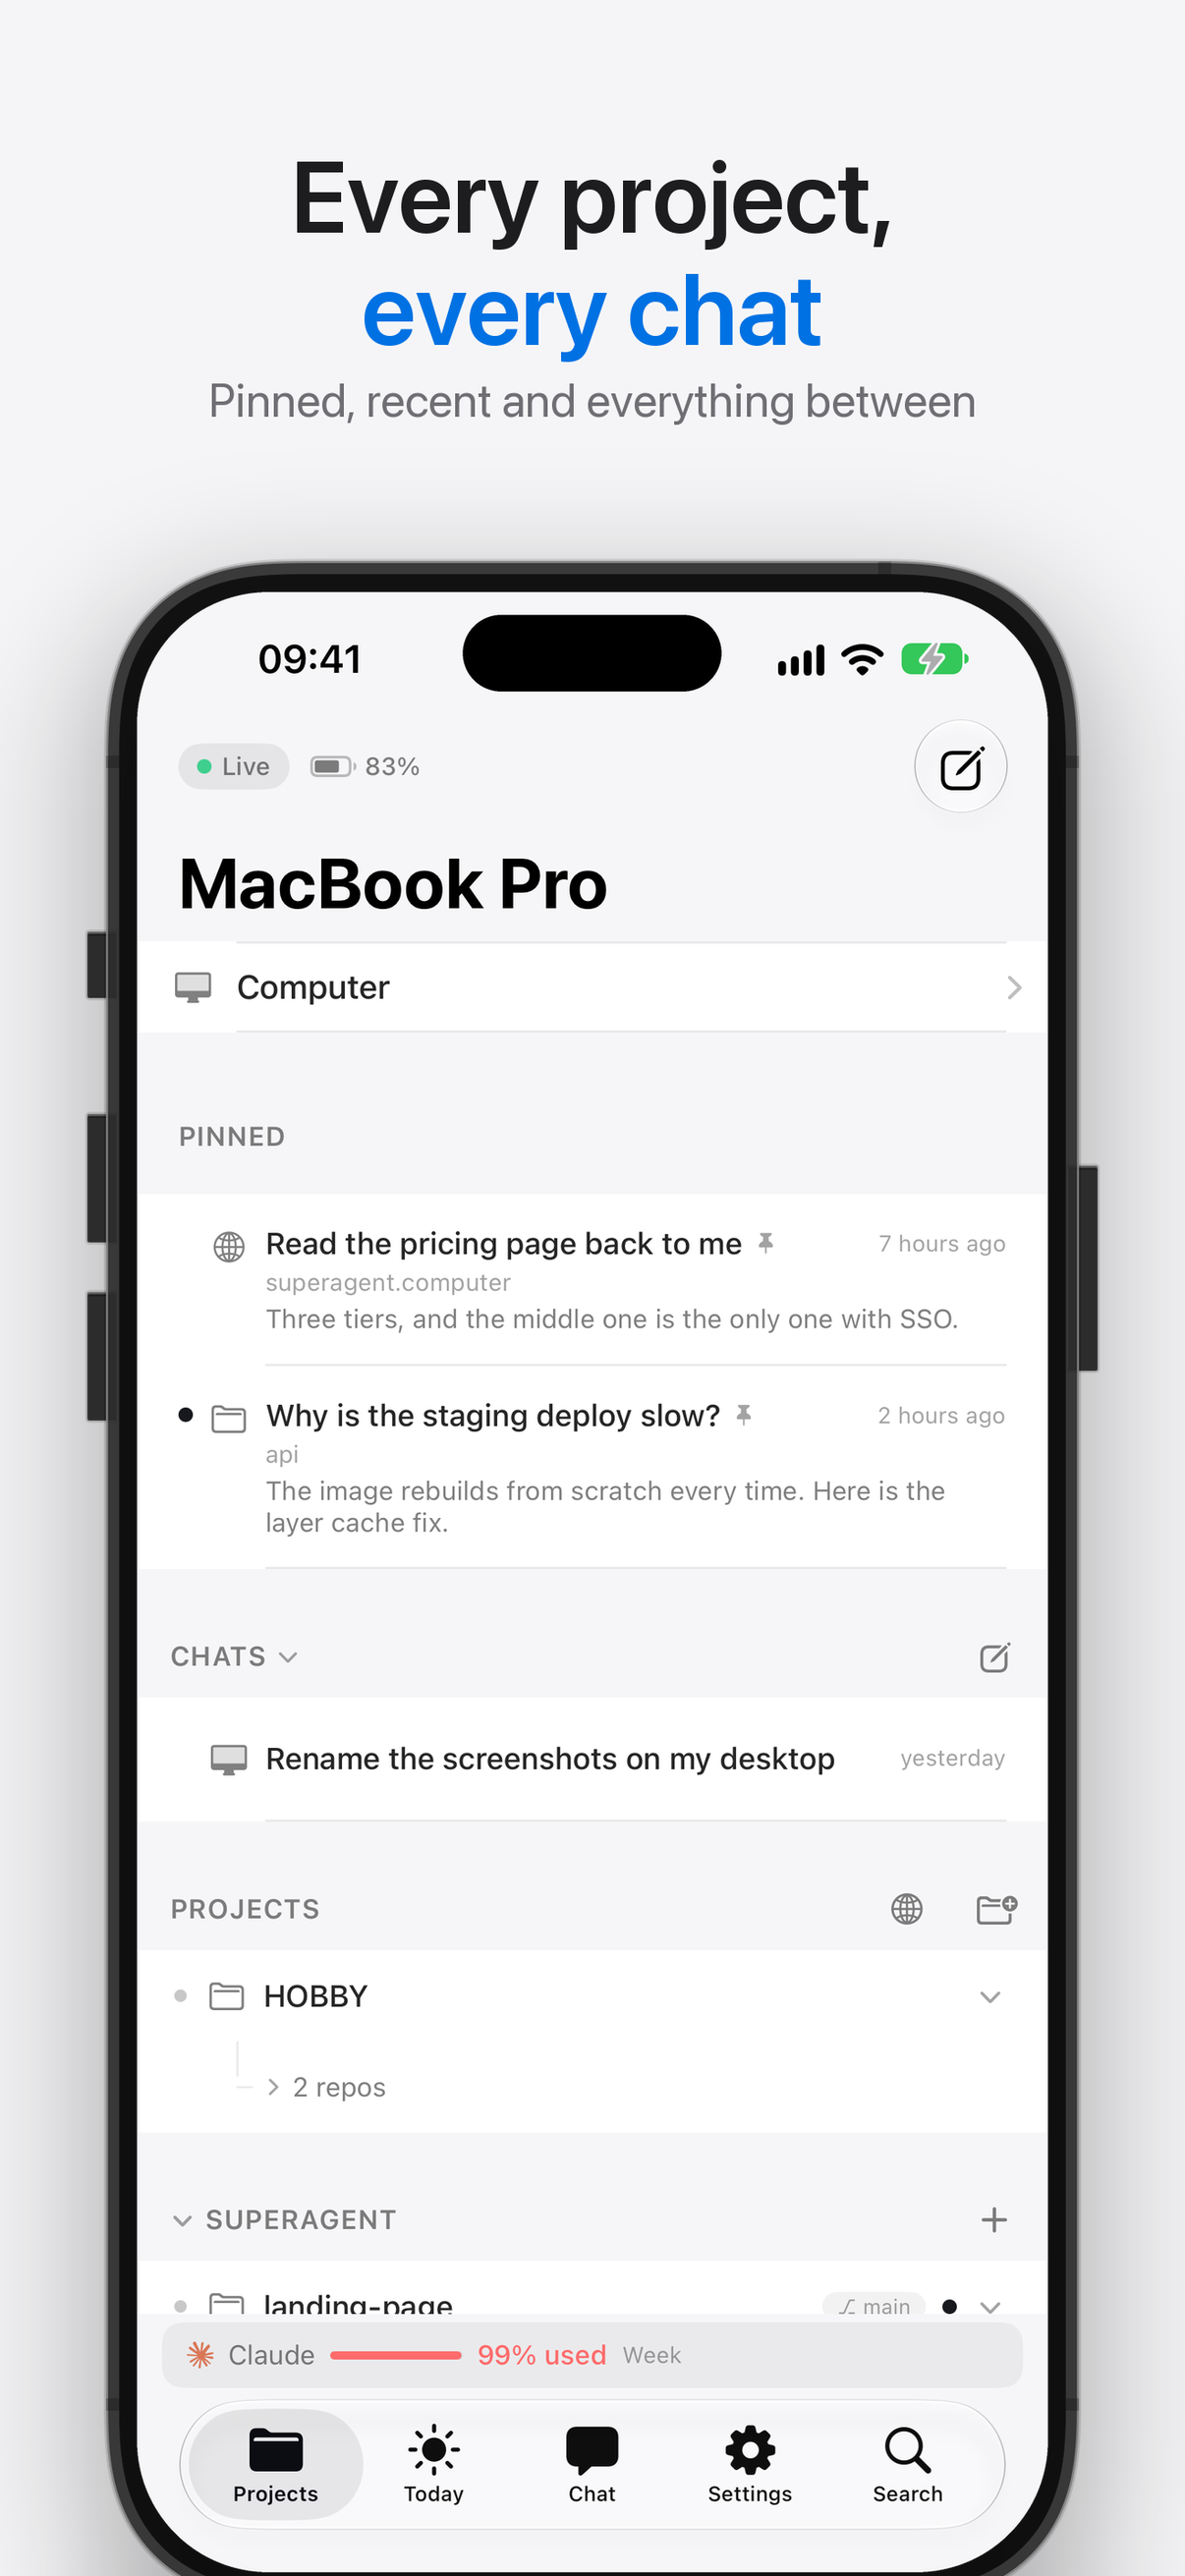 Every project,
every chat
Pinned, recent and everything between
09:41
Live 83%
MacBook Pro
Computer
PINNED
Read the pricing page back to me 7 hours ago
superagent.computer
Three tiers, and the middle one is the only one with SSO.
Why is the staging deploy slow? 2 hours ago
api
The image rebuilds from scratch every time. Here is the
layer cache fix.
CHATS
Rename the screenshots on my desktop yesterday
PROJECTS
HOBBY
2 repos
SUPERAGENT
landing-page main
Claude 99% used Week
Projects Today Chat Settings Search